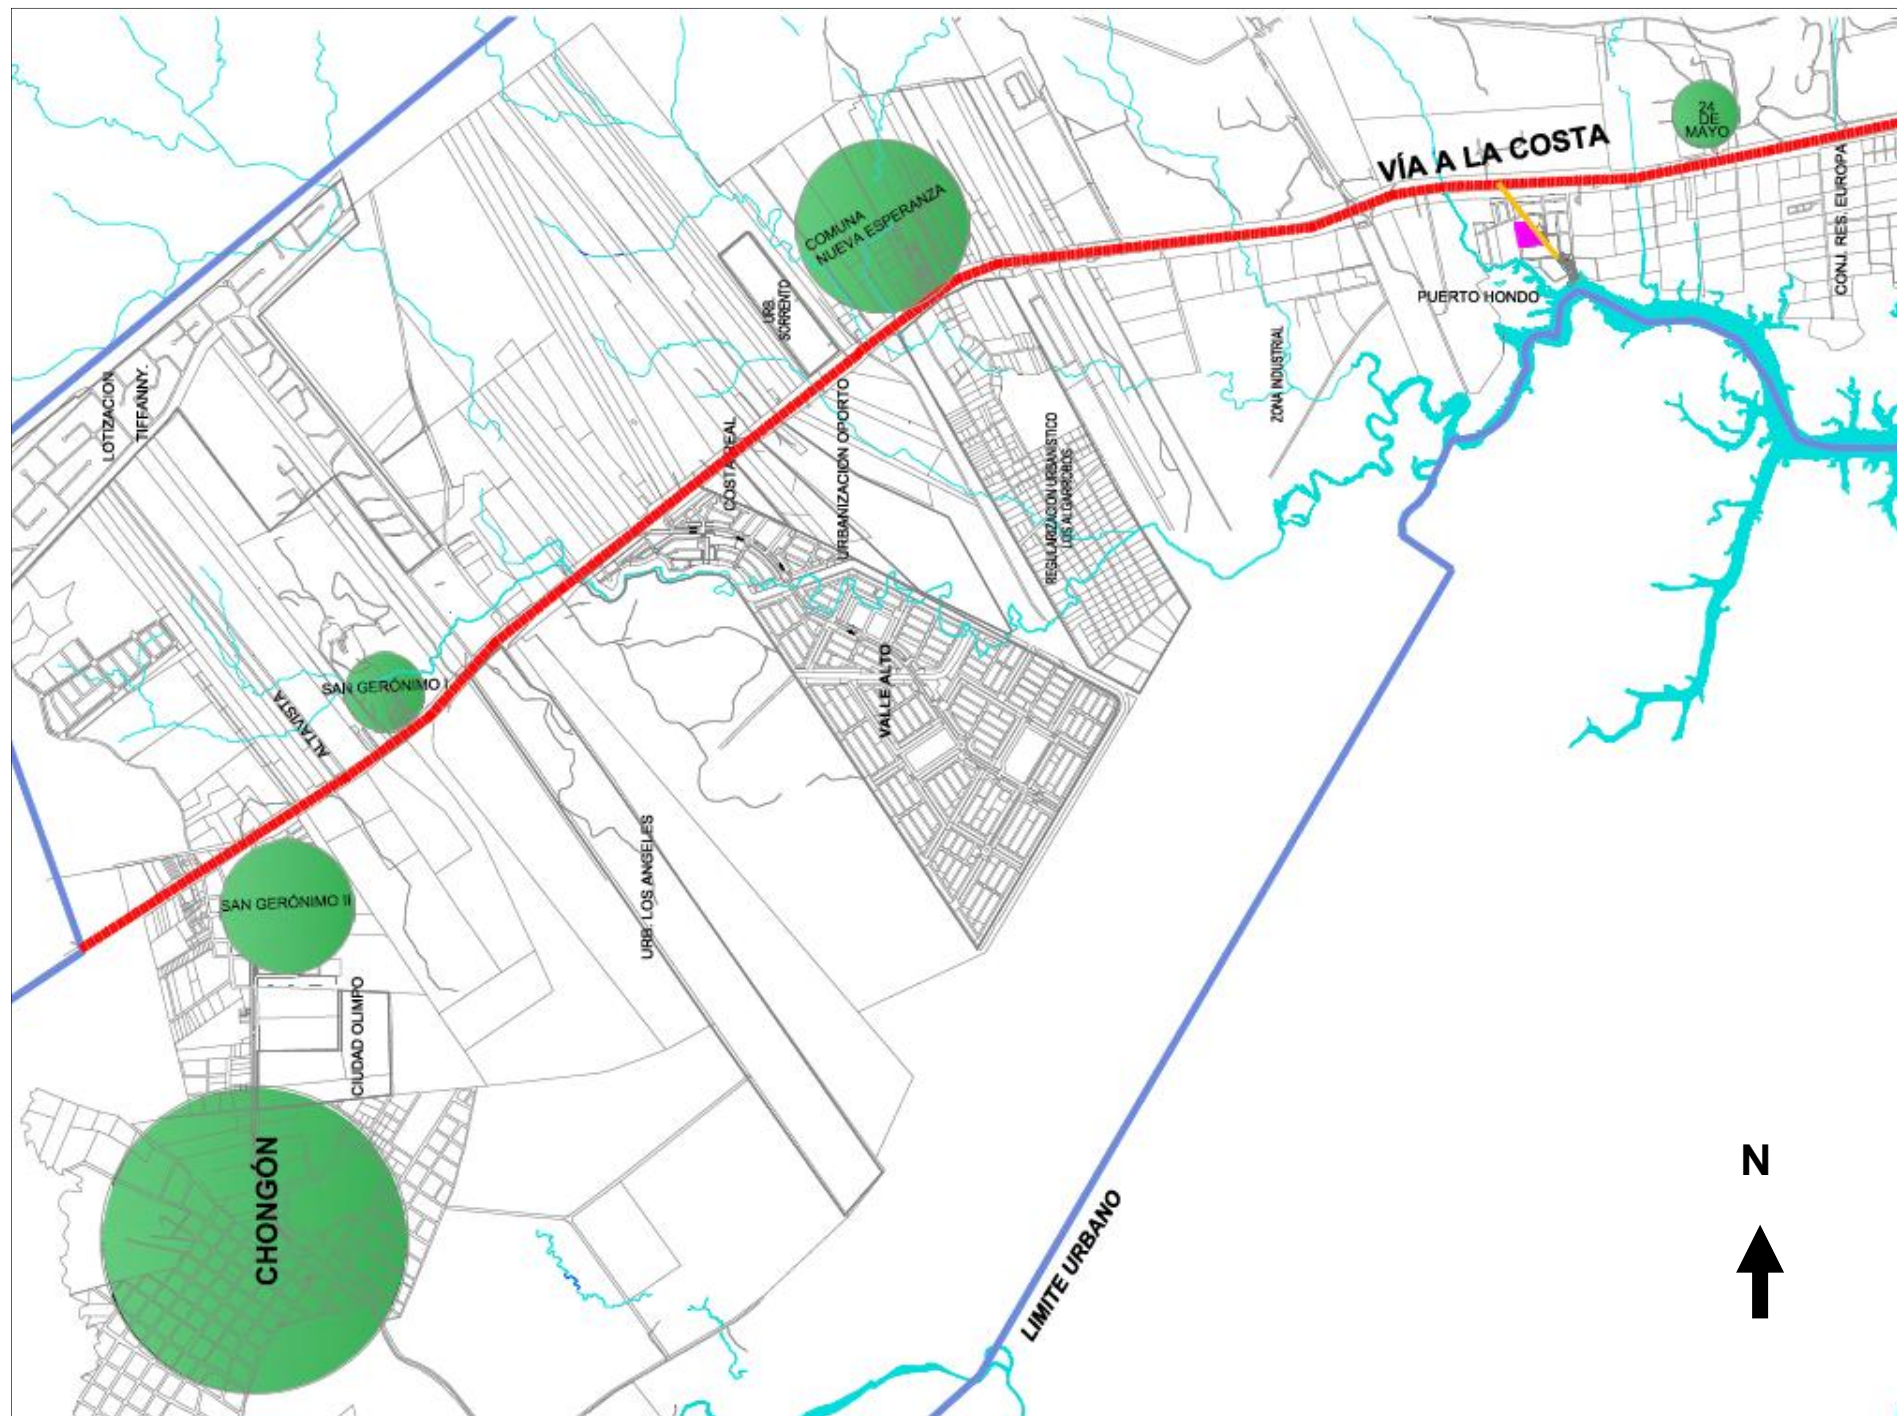 24
DE
MAYO
VÍA A LA COSTA
CONJ. RES. EUROPA
COMUNA
NUEVA ESPERANZA
PUERTO HONDO
URB.
SORRENTO
ZONA INDUSTRIAL
LOTIZACION
TIFFANNY.
COSTA REAL
URBANIZACION OPORTO
REGULARIZACION URBANISTICO
LOS ALGARROBOS
VALLE ALTO
SAN GERÓNIMO I
ALTAVISTA
URB. LOS ANGELES
SAN GERÓNIMO II
CIUDAD OLIMPO
CHONGÓN
LIMITE URBANO
N